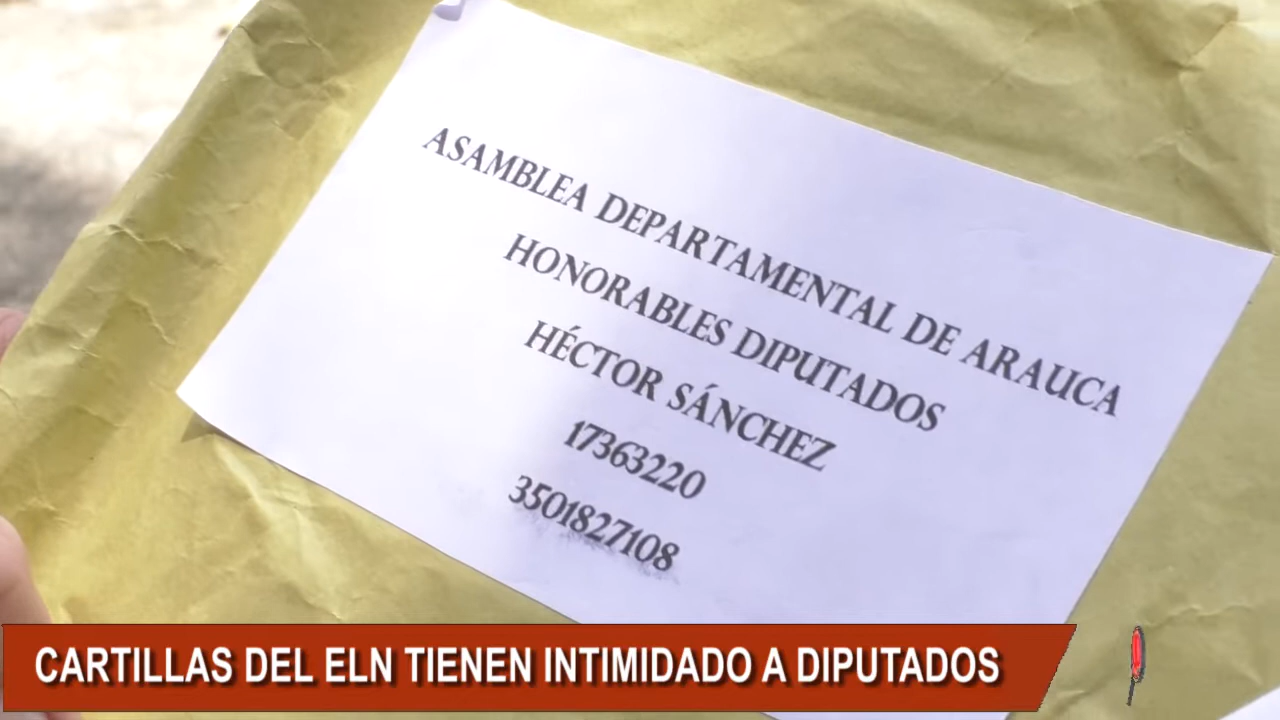 ASAMBLEA DEPARTAMENTAL DE ARAUCA
HONORABLES DIPUTADOS
HÉCTOR SÁNCHEZ
17363220
3501827108
CARTILLAS DEL ELN TIENEN INTIMIDADO A DIPUTADOS